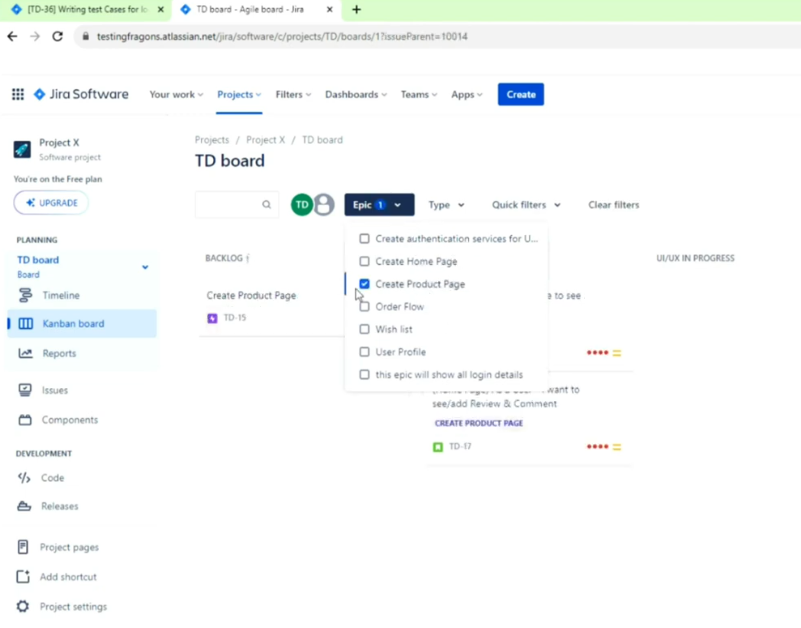 [TD-36] Writing test Cases for lo
TD board - Agile board - Jira
testingfragons.atlassian.net/jira/software/c/projects/TD/boards/1?issueParent=10014
Jira Software
Your work
Projects
Filters
Dashboards
Teams
Apps
Create
Project X
Software project
You're on the Free plan
UPGRADE
PLANNING
TD board
Board
Timeline
Kanban board
Reports
Issues
Components
DEVELOPMENT
Code
Releases
Project pages
Add shortcut
Project settings
Projects / Project X / TD board
TD board
TD
Epic 1
Type
Quick filters
Clear filters
Create authentication services for U...
Create Home Page
Create Product Page
Order Flow
Wish list
User Profile
this epic will show all login details
BACKLOG
Create Product Page
TD-15
e to see
want to
see/add Review & Comment
CREATE PRODUCT PAGE
TD-17
UI/UX IN PROGRESS